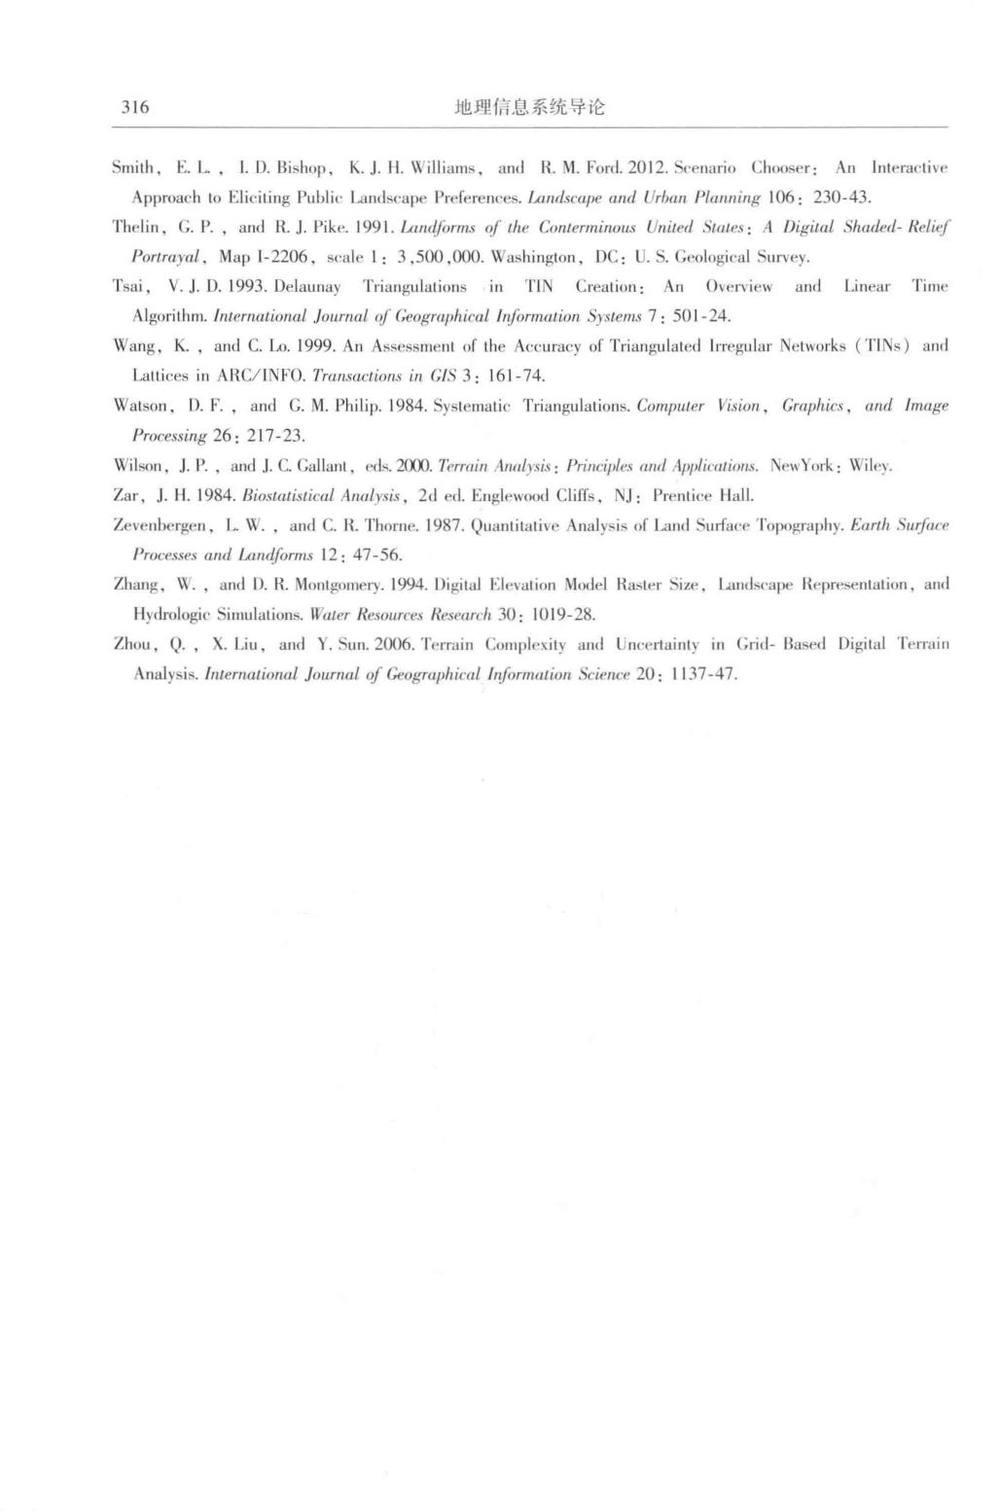 316
地理信息系统导论
Smith, E. L. , I. D. Bishop, K. J. H. Williams, and R. M. Ford. 2012. Scenario Chooser: An Interactive
Approach to Eliciting Public Landscape Preferences. Landscape and Urban Planning 106: 230-43.
Thelin, G. P. , and R. J. Pike. 1991. Landforms of the Conterminous United States: A Digital Shaded- Relief
Portrayal, Map I-2206, scale 1: 3,500,000. Washington, DC: U. S. Geological Survey.
Tsai, V. J. D. 1993. Delaunay Triangulations in TIN Creation: An Overview and Linear Time
Algorithm. International Journal of Geographical Information Systems 7: 501-24.
Wang, K. , and C. Lo. 1999. An Assessment of the Accuracy of Triangulated Irregular Networks (TINs) and
Lattices in ARC/INFO. Transactions in GIS 3: 161-74.
Watson, D. F. , and G. M. Philip. 1984. Systematic Triangulations. Computer Vision, Graphics, and Image
Processing 26: 217-23.
Wilson, J. P. , and J. C. Gallant, eds. 2000. Terrain Analysis: Principles and Applications. NewYork: Wiley.
Zar, J. H. 1984. Biostatistical Analysis, 2d ed. Englewood Cliffs, NJ: Prentice Hall.
Zevenbergen, L. W. , and C. R. Thorne. 1987. Quantitative Analysis of Land Surface Topography. Earth Surface
Processes and Landforms 12: 47-56.
Zhang, W. , and D. R. Montgomery. 1994. Digital Elevation Model Raster Size, Landscape Representation, and
Hydrologic Simulations. Water Resources Research 30: 1019-28.
Zhou, Q. , X. Liu, and Y. Sun. 2006. Terrain Complexity and Uncertainty in Grid- Based Digital Terrain
Analysis. International Journal of Geographical Information Science 20: 1137-47.